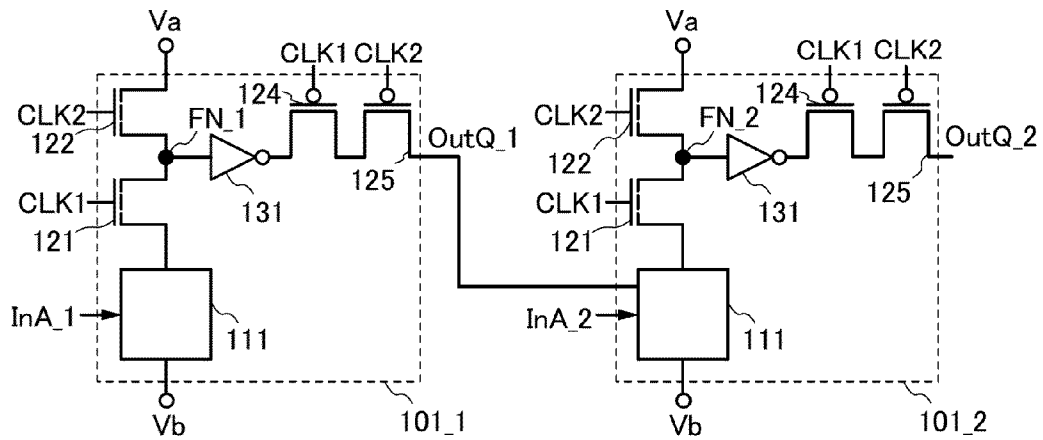 Va
CLK1 CLK2
CLK2
124
122
FN_1
OutQ_1
125
131
CLK1
121
InA_1
111
Vb
101_1
Va
CLK1 CLK2
CLK2
124
122
FN_2
OutQ_2
125
131
CLK1
121
InA_2
111
Vb
101_2